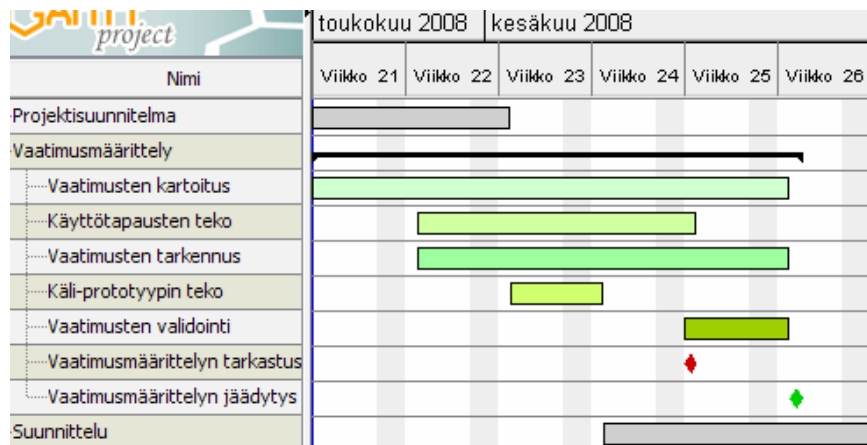 GANTT
project
toukokuu 2008 kesäkuu 2008
Nimi
Viikko 21 Viikko 22 Viikko 23 Viikko 24 Viikko 25 Viikko 26
Projektisuunnitelma
Vaatimusmäärittely
Vaatimusten kartoitus
Käyttötapausten teko
Vaatimusten tarkennus
Käli-prototyypin teko
Vaatimusten validointi
Vaatimusmäärittelyn tarkastus
Vaatimusmäärittelyn jäädytys
Suunnittelu